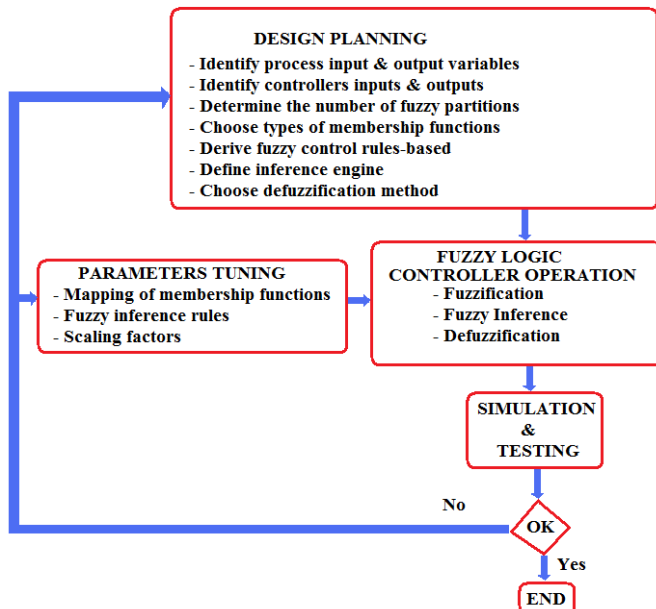 DESIGN PLANNING
- Identify process input & output variables
- Identify controllers inputs & outputs
- Determine the number of fuzzy partitions
- Choose types of membership functions
- Derive fuzzy control rules-based
- Define inference engine
- Choose defuzzification method
PARAMETERS TUNING
- Mapping of membership functions
- Fuzzy inference rules
- Scaling factors
FUZZY LOGIC
CONTROLLER OPERATION
- Fuzzification
- Fuzzy Inference
- Defuzzification
SIMULATION
&
TESTING
No
OK
Yes
END